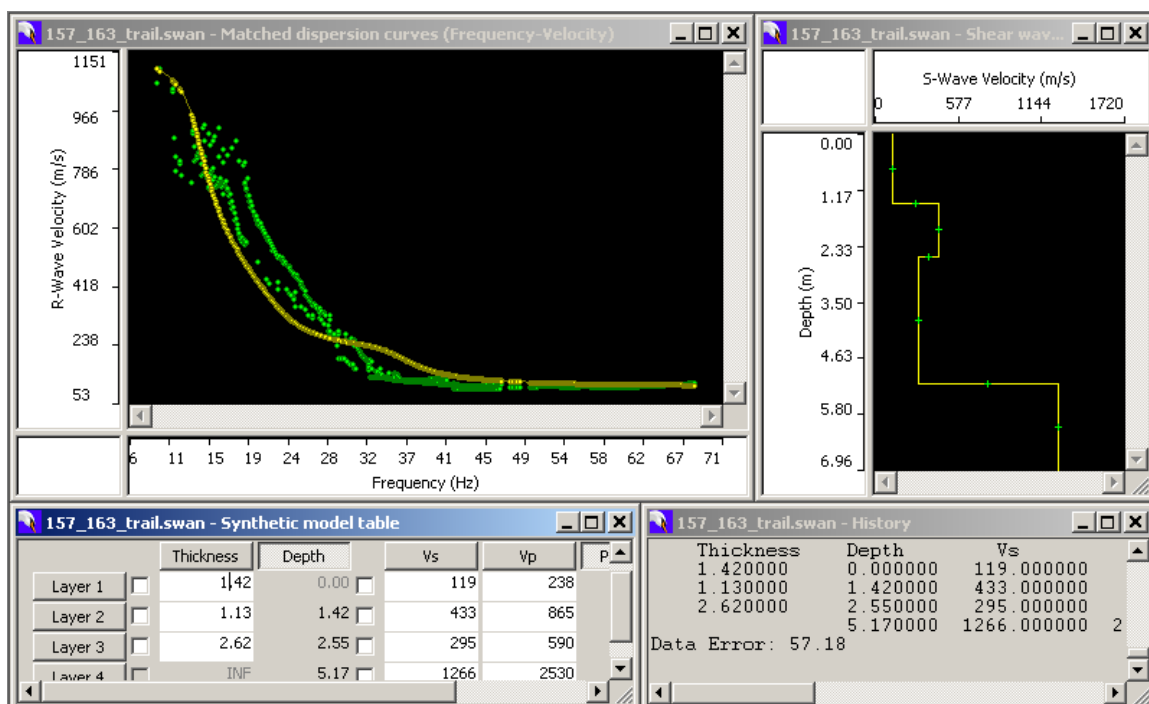 157_163_trail.swan - Matched dispersion curves (Frequency-Velocity)
1151
966
786
602
418
238
53
R-Wave Velocity (m/s)
6 11 15 19 24 28 32 37 41 45 49 54 58 62 67 71
Frequency (Hz)
157_163_trail.swan - Shear wav...
S-Wave Velocity (m/s)
0 577 1144 1720
0.00
1.17
2.33
3.50
4.63
5.80
6.96
Depth (m)
157_163_trail.swan - Synthetic model table
Thickness Depth Vs Vp P
Layer 1 1.42 0.00 119 238
Layer 2 1.13 1.42 433 865
Layer 3 2.62 2.55 295 590
Layer 4 INF 5.17 1266 2530
157_163_trail.swan - History
Thickness Depth Vs
1.420000 0.000000 119.000000
1.130000 1.420000 433.000000
2.620000 2.550000 295.000000
5.170000 1266.000000 2
Data Error: 57.18